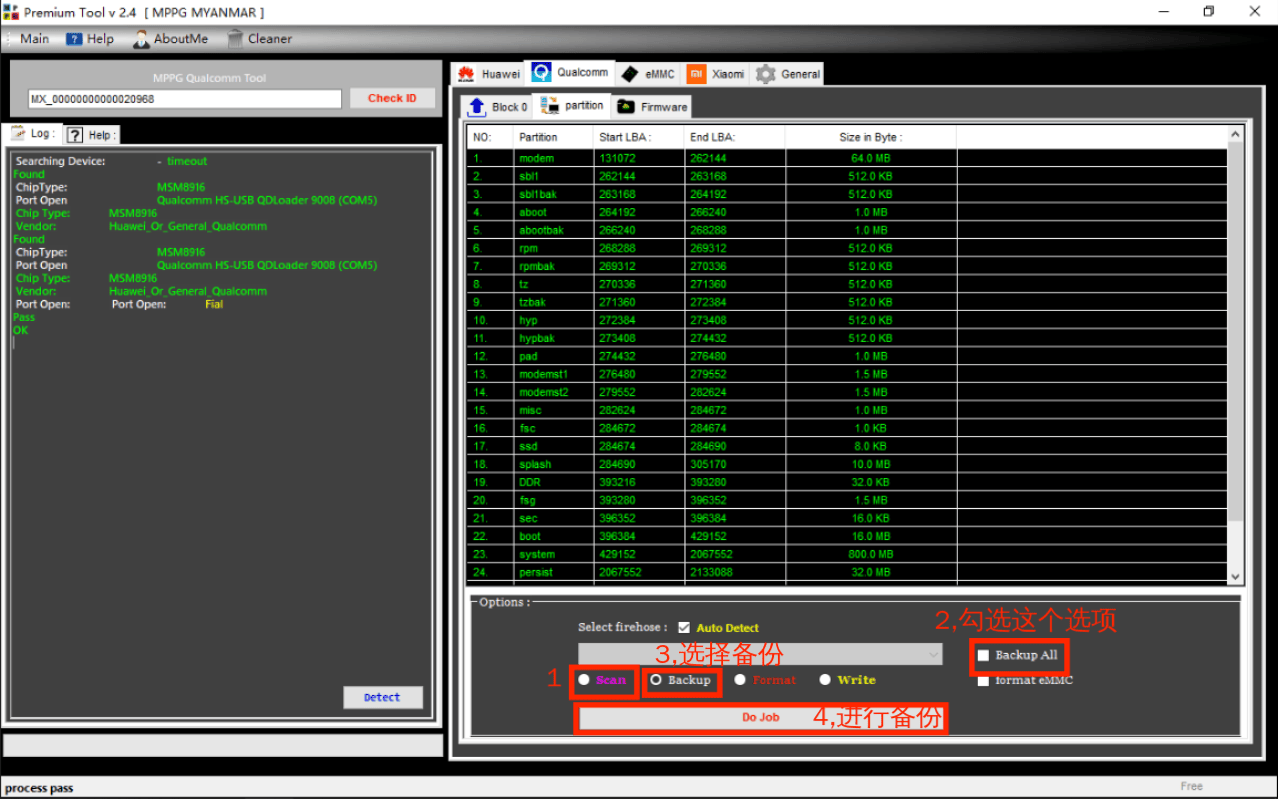 Premium Tool v 2.4 [ MPPG MYANMAR ]
Main Help AboutMe Cleaner
MPPG Qualcomm Tool
MX_00000000000020968 Check ID
Log : Help :
Searching Device: - timeout
Found
ChipType: MSM8916
Port Open Qualcomm HS-USB QDLoader 9008 (COM5)
Chip Type: MSM8916
Vendor: Huawei_Or_General_Qualcomm
Found
ChipType: MSM8916
Port Open Qualcomm HS-USB QDLoader 9008 (COM5)
Chip Type: MSM8916
Vendor: Huawei_Or_General_Qualcomm
Port Open: Port Open: Fial
Pass
OK
Detect
process pass
Huawei Qualcomm eMMC Xiaomi General
Block 0 partition Firmware
NO: Partition Start LBA : End LBA: Size in Byte :
1. modem 131072 262144 64.0 MB
2. sbl1 262144 263168 512.0 KB
3. sbl1bak 263168 264192 512.0 KB
4. aboot 264192 266240 1.0 MB
5. abootbak 266240 268288 1.0 MB
6. rpm 268288 269312 512.0 KB
7. rpmbak 269312 270336 512.0 KB
8. tz 270336 271360 512.0 KB
9. tzbak 271360 272384 512.0 KB
10. hyp 272384 273408 512.0 KB
11. hypbak 273408 274432 512.0 KB
12. pad 274432 276480 1.0 MB
13. modemst1 276480 279552 1.5 MB
14. modemst2 279552 282624 1.5 MB
15. misc 282624 284672 1.0 MB
16. fsc 284672 284674 1.0 KB
17. ssd 284674 284690 8.0 KB
18. splash 284690 305170 10.0 MB
19. DDR 393216 393280 32.0 KB
20. fsg 393280 396352 1.5 MB
21. sec 396352 396384 16.0 KB
22. boot 396384 429152 16.0 MB
23. system 429152 2067552 800.0 MB
24. persist 2067552 2133088 32.0 MB
Options :
2,勾选这个选项
Select firehose : Auto Detect
3,选择备份
Backup All
1 Scan Backup Format Write format eMMC
Do Job 4,进行备份
Free